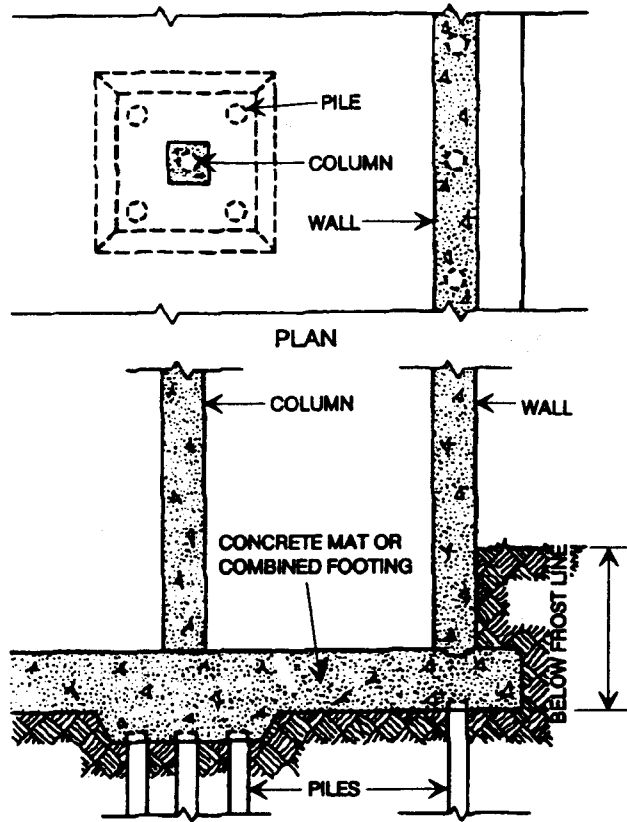 PILE
COLUMN
WALL
PLAN
COLUMN
WALL
CONCRETE MAT OR
COMBINED FOOTING
BELOW FROST LINE
PILES